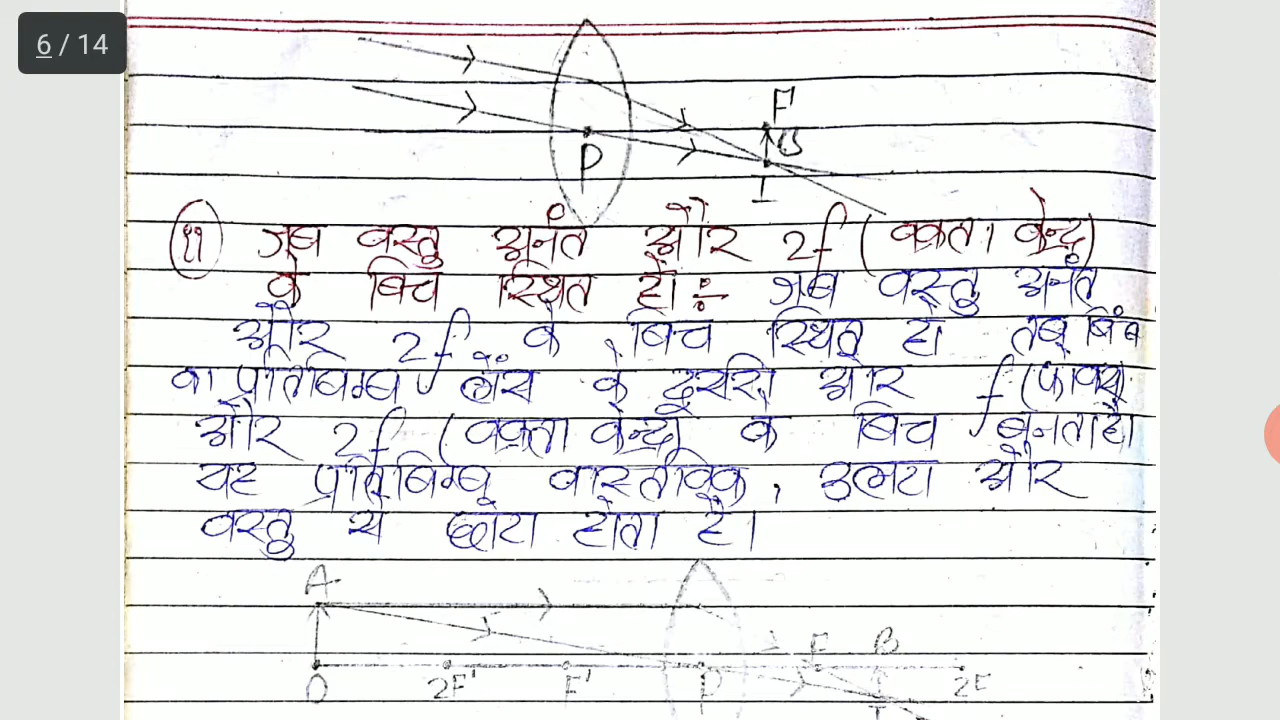 6 / 14
F
B
P
I
११ जब वस्तु अनंत और 2f (वक्रता केन्द्र)
के बिच स्थित हो :- जब वस्तु अनंत
और 2f के बिच स्थित हो तब बिंब
का प्रतिबिम्ब लेंस के दूसरी ओर f (फोकस)
और 2f (वक्रता केन्द्र) के बिच बनता है।
यह प्रतिबिम्ब वास्तविक, उल्टा और
वस्तु से छोटा होता है।
A
F B
O 2F' F' P 2F
I